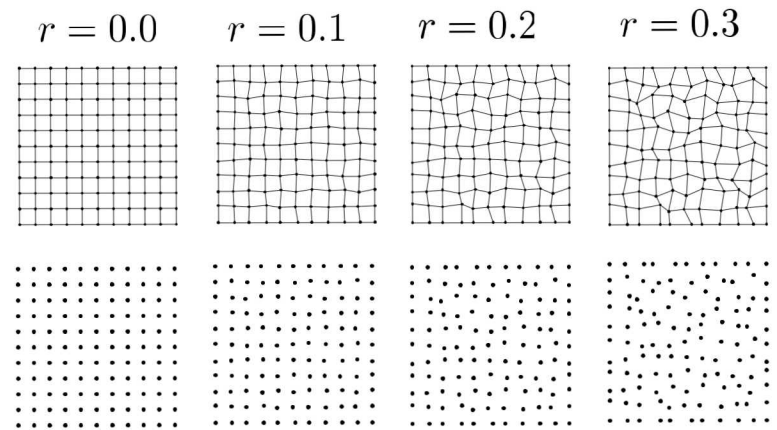 r = 0.0 r = 0.1 r = 0.2 r = 0.3